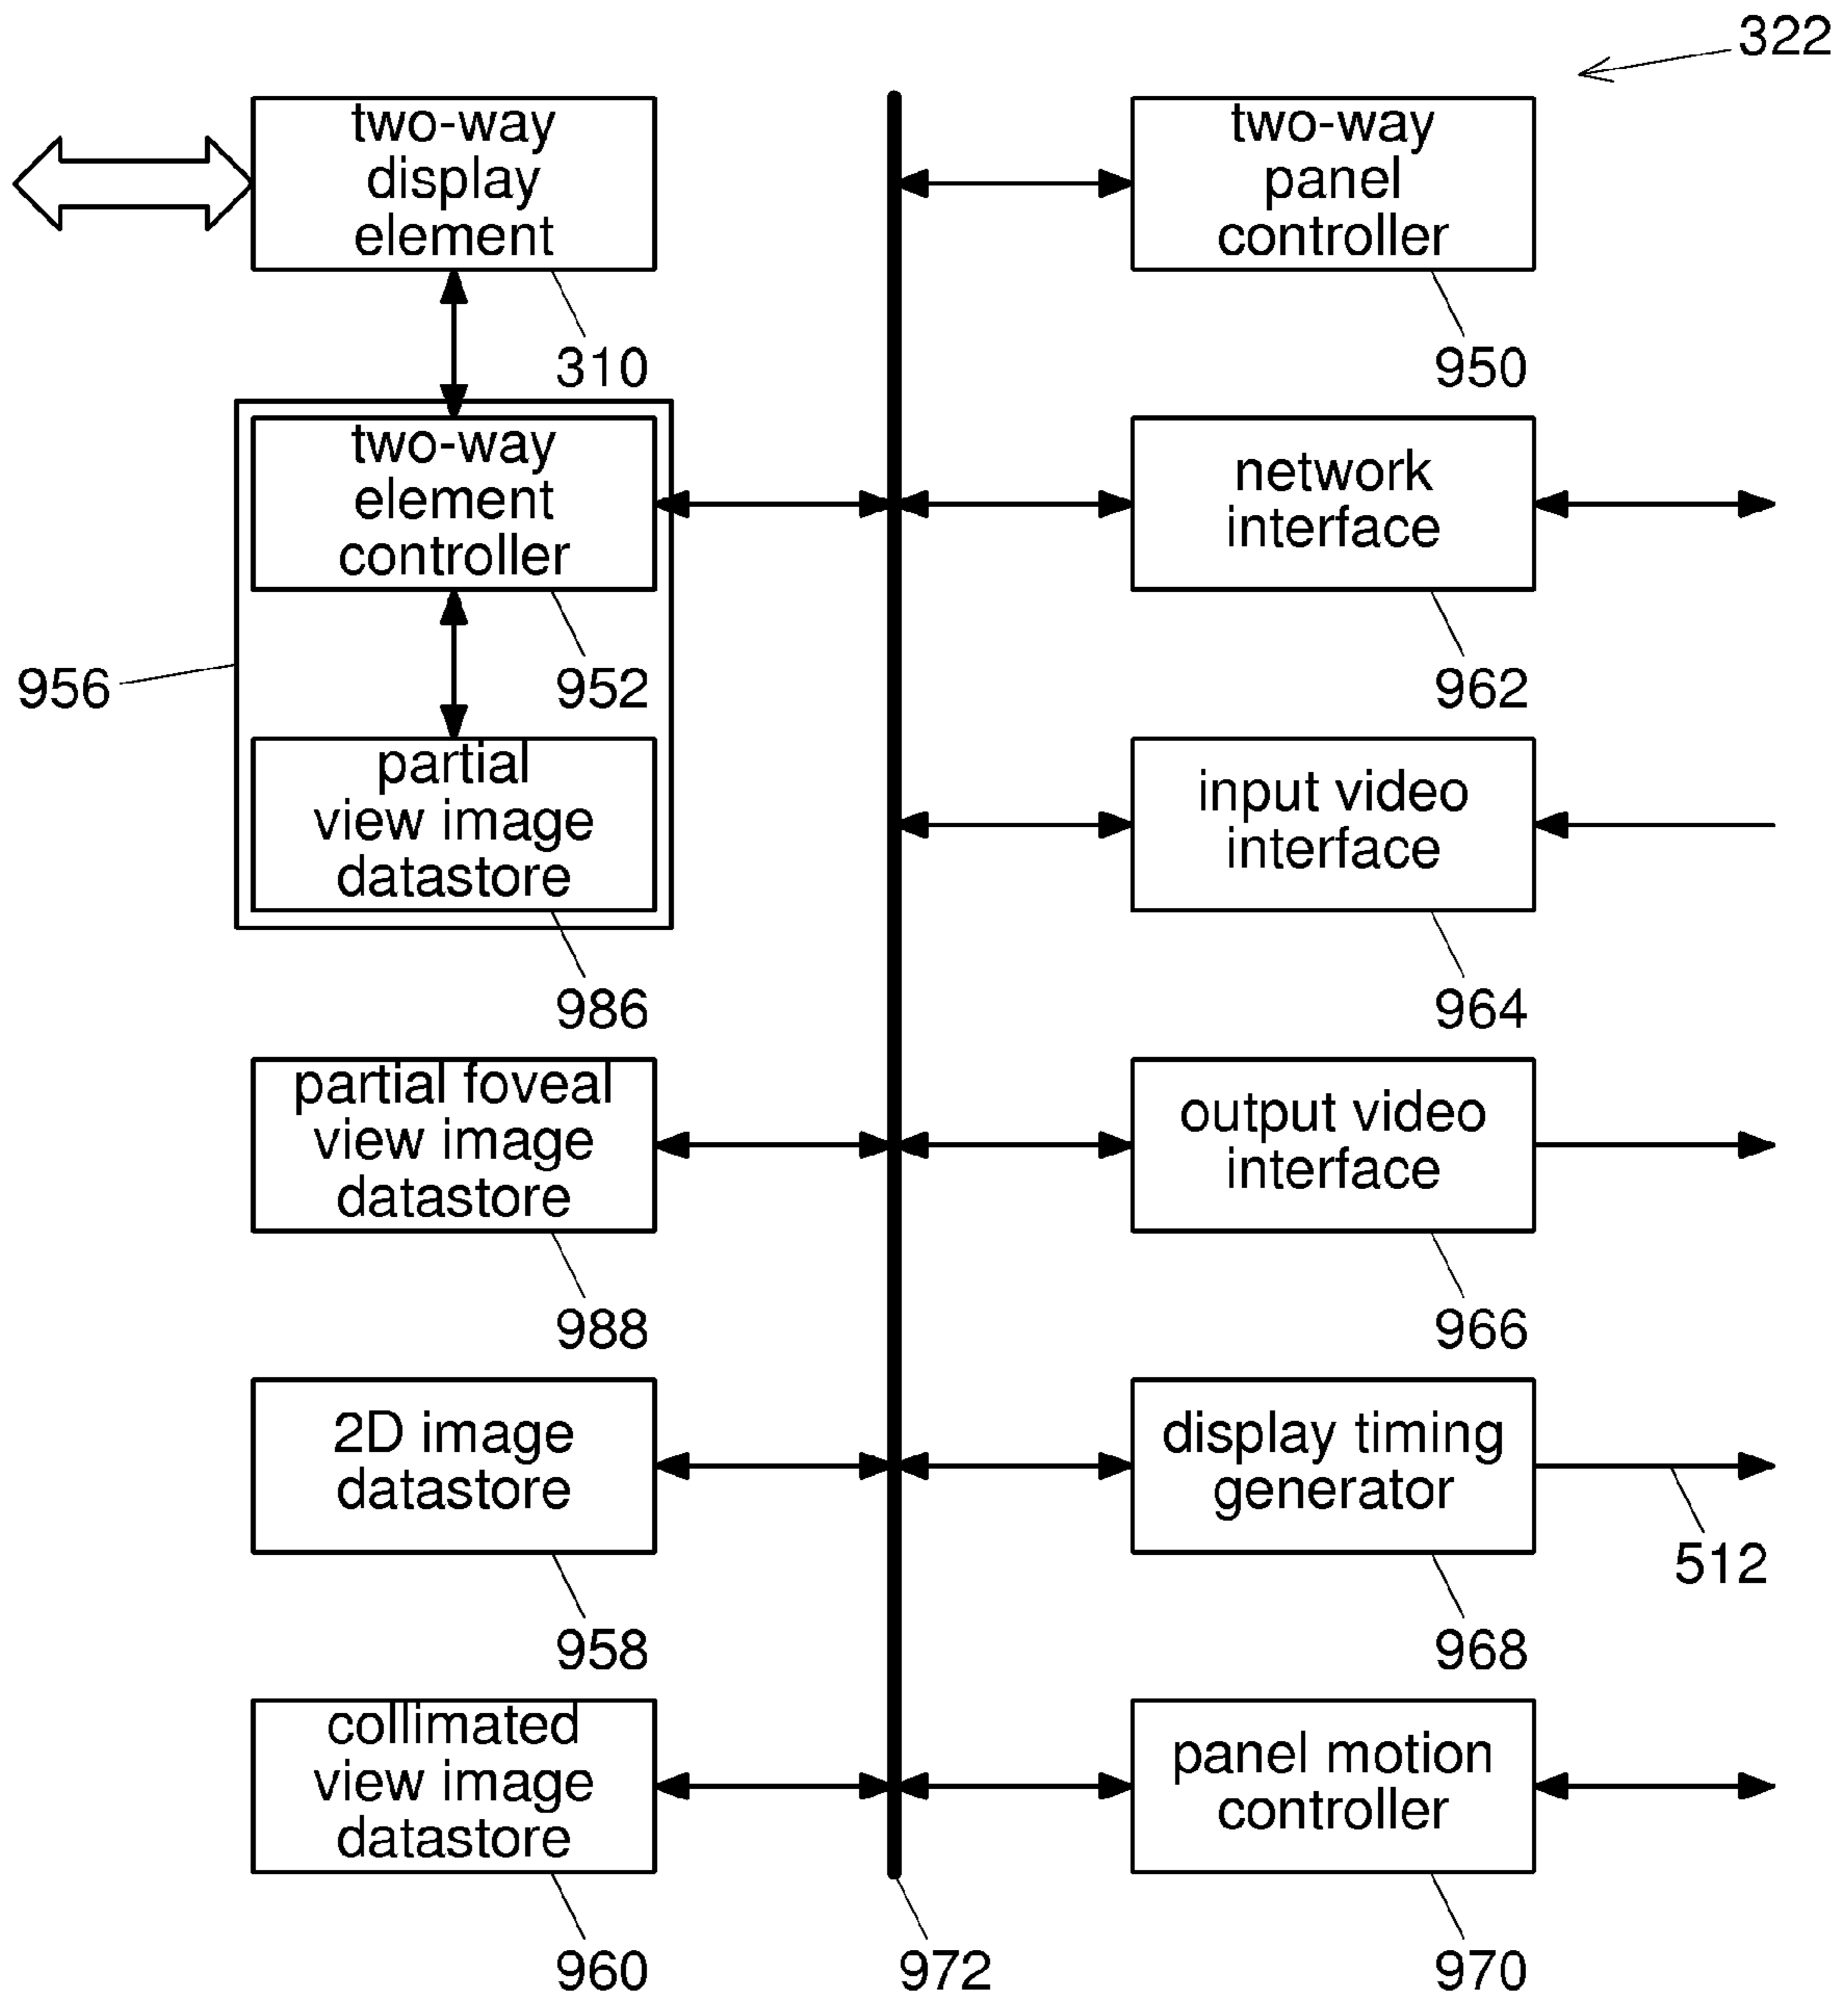 322
two-way
display
element
310
two-way
panel
controller
950
two-way
element
controller
952
956
network
interface
962
partial
view image
datastore
986
input video
interface
964
partial foveal
view image
datastore
988
output video
interface
966
2D image
datastore
958
display timing
generator
968
512
collimated
view image
datastore
960
972
panel motion
controller
970